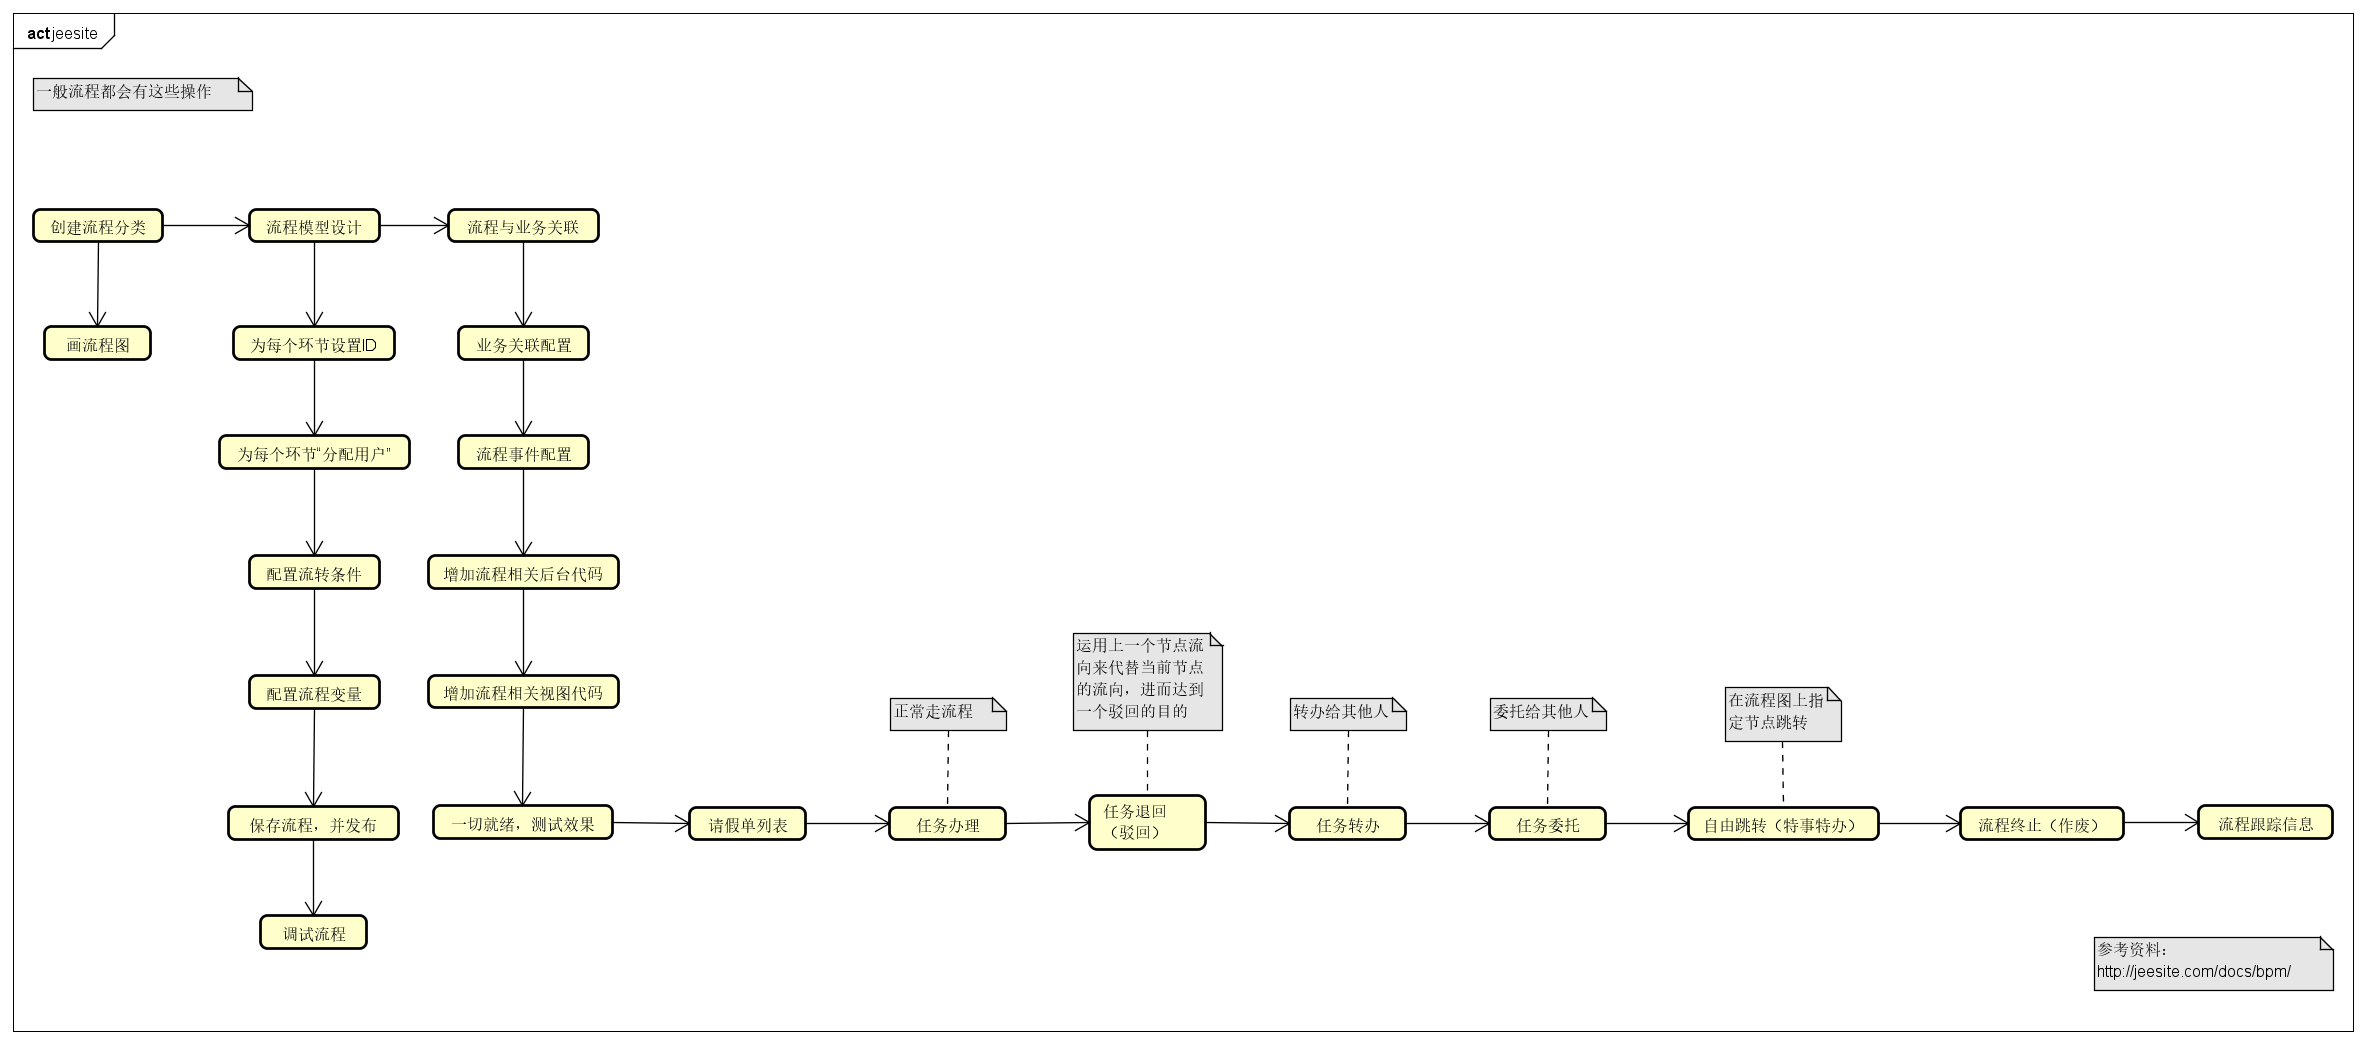 act jeesite
一般流程都会有这些操作
创建流程分类
流程模型设计
流程与业务关联
画流程图
为每个环节设置ID
业务关联配置
为每个环节“分配用户”
流程事件配置
配置流转条件
增加流程相关后台代码
配置流程变量
增加流程相关视图代码
正常走流程
运用上一个节点流
向来代替当前节点
的流向，进而达到
一个驳回的目的
转办给其他人
委托给其他人
在流程图上指
定节点跳转
保存流程，并发布
一切就绪，测试效果
请假单列表
任务办理
任务退回
（驳回）
任务转办
任务委托
自由跳转（特事特办）
流程终止（作废）
流程跟踪信息
调试流程
参考资料：
http://jeesite.com/docs/bpm/